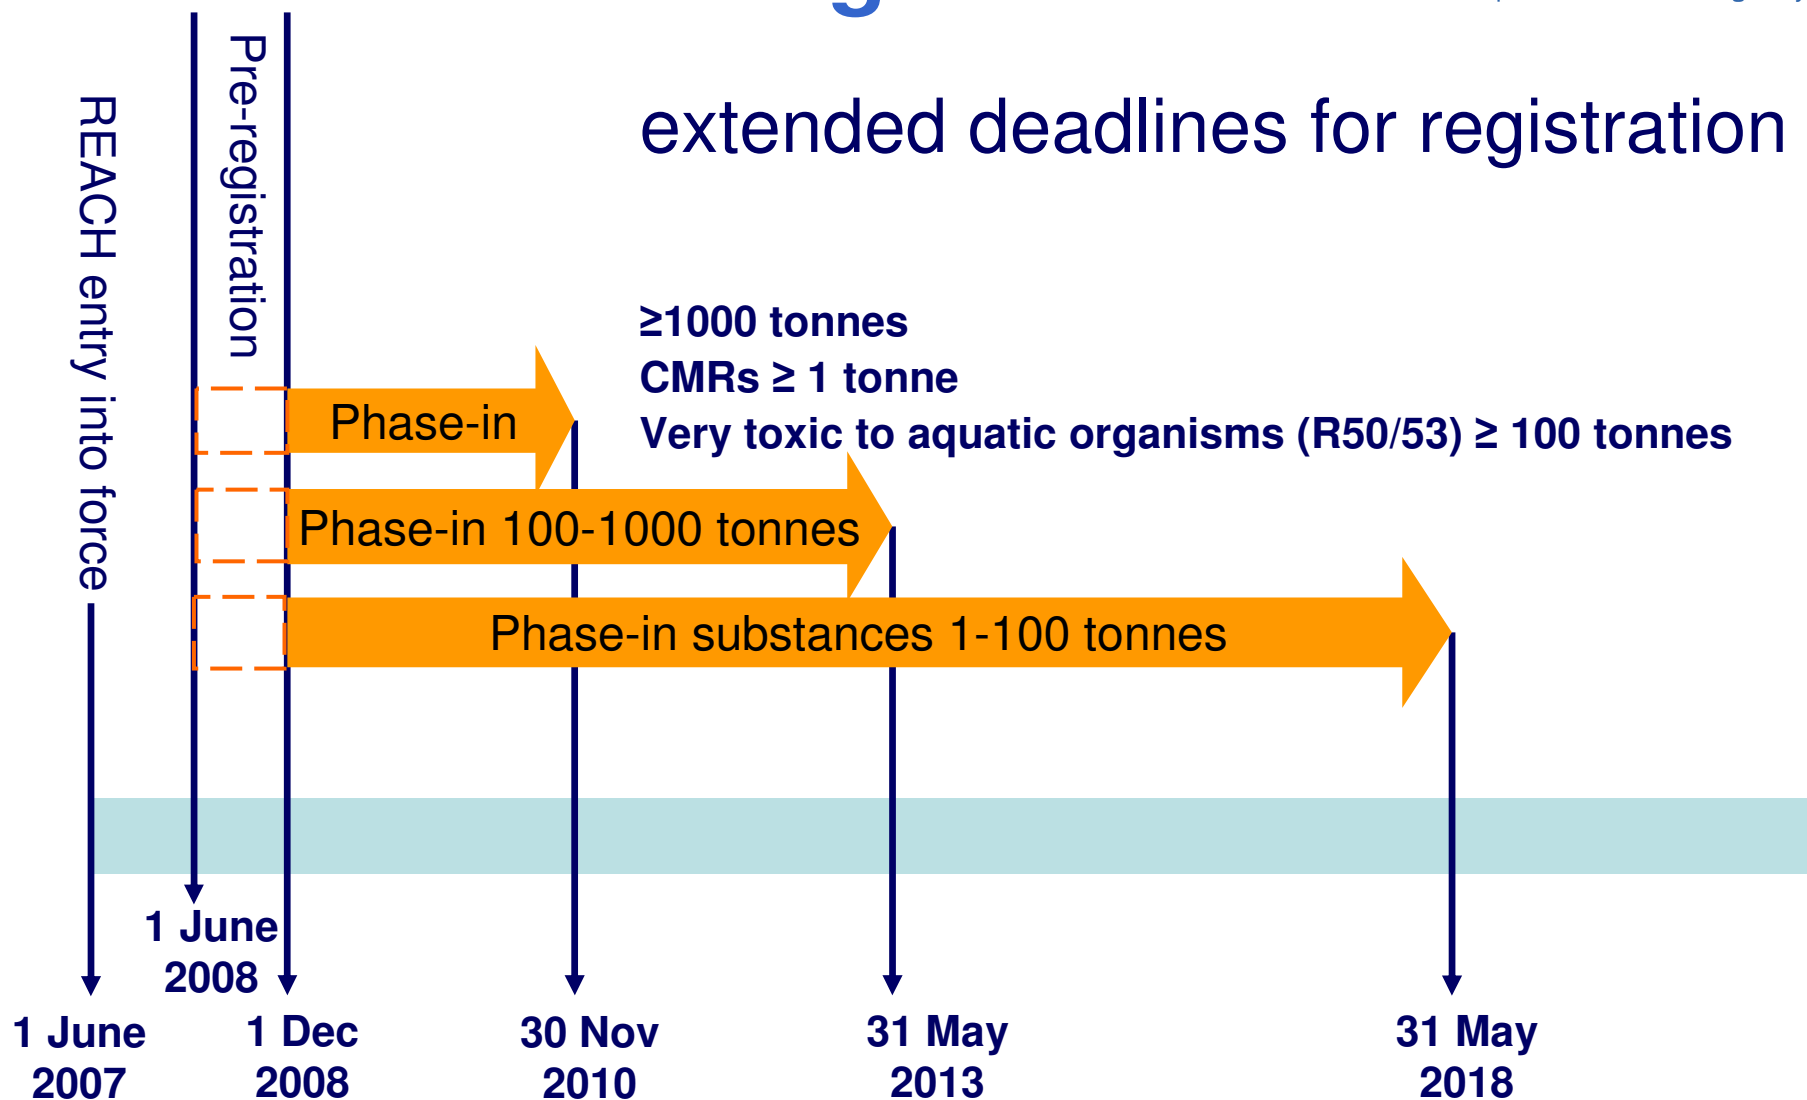 extended deadlines for registration
Pre-registration
REACH entry into force
≥1000 tonnes
CMRs ≥ 1 tonne
Very toxic to aquatic organisms (R50/53) ≥ 100 tonnes
Phase-in
Phase-in 100-1000 tonnes
Phase-in substances 1-100 tonnes
1 June
2008
1 June
2007
1 Dec
2008
30 Nov
2010
31 May
2013
31 May
2018